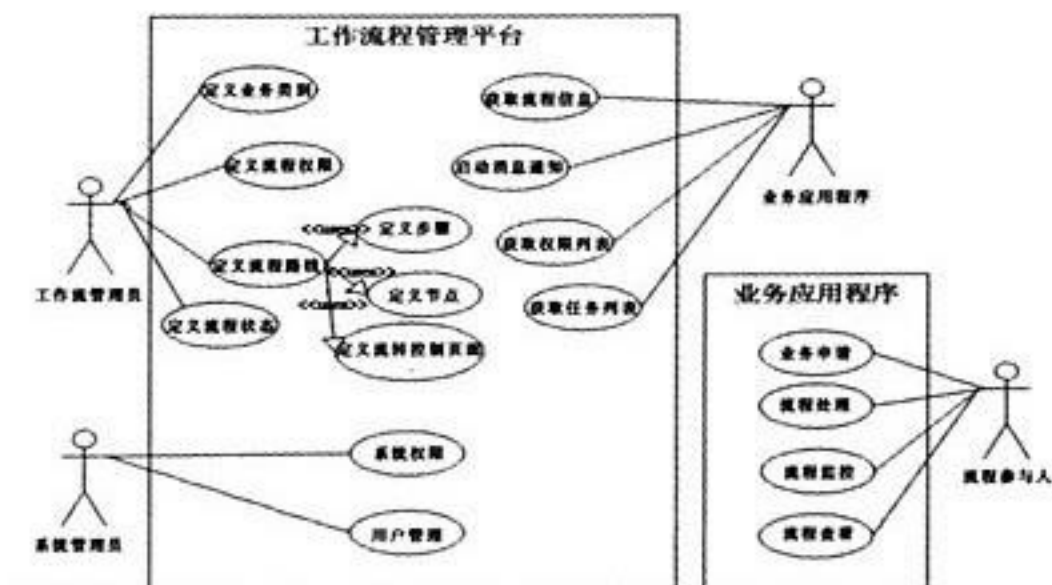 工作流程管理平台
定义业务类别
定义流程权限
定义流程路线
定义流程状态
<<uses>>
定义步骤
<<uses>>
定义节点
<<uses>>
定义流转控制页面
工作流管理员
系统权限
用户管理
系统管理员
获取流程信息
启动消息通知
获取权限列表
获取任务列表
业务应用程序
业务应用程序
业务申请
流程处理
流程监控
流程查看
流程参与人